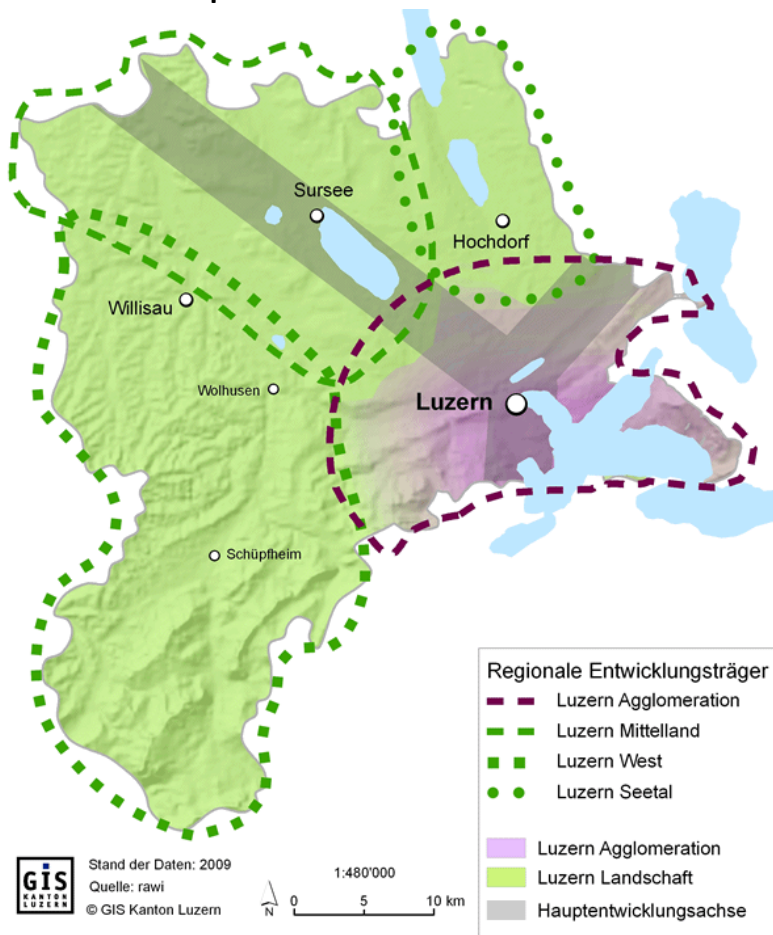 Sursee
Hochdorf
Willisau
Wolhusen
Luzern
Schüpfheim
Regionale Entwicklungsträger
Luzern Agglomeration
Luzern Mittelland
Luzern West
Luzern Seetal
Luzern Agglomeration
Luzern Landschaft
Hauptentwicklungsachse
GIS
KANTON
LUZERN
Stand der Daten: 2009
Quelle: rawi
© GIS Kanton Luzern
N
1:480'000
0 5 10 km